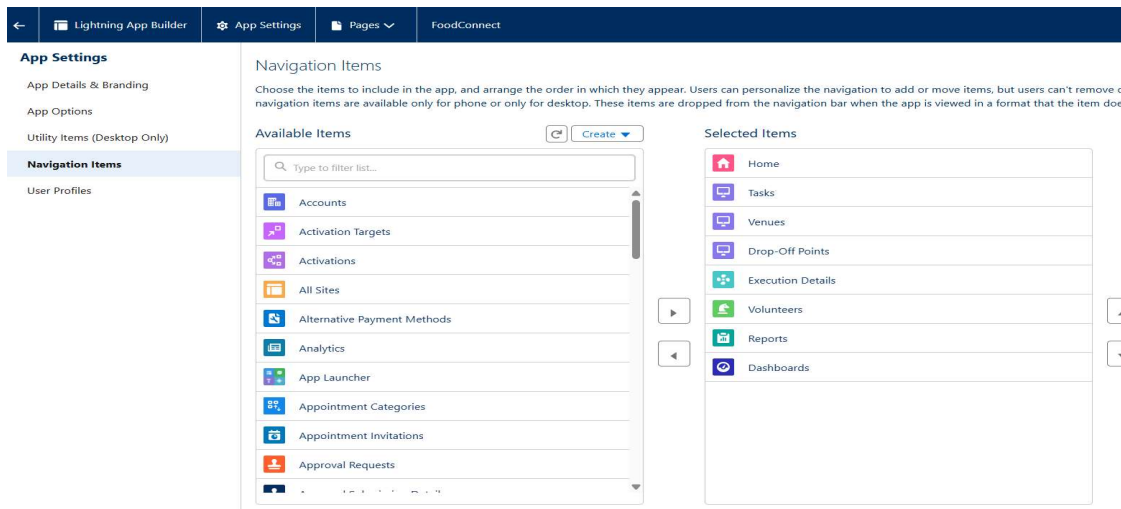 Lightning App Builder
App Settings
Pages
FoodConnect
App Settings
App Details & Branding
App Options
Utility Items (Desktop Only)
Navigation Items
User Profiles
Navigation Items
Choose the items to include in the app, and arrange the order in which they appear. Users can personalize the navigation to add or move items, but users can't remove
navigation items are available only for phone or only for desktop. These items are dropped from the navigation bar when the app is viewed in a format that the item
Available Items
Create
Type to filter list...
Accounts
Activation Targets
Activations
All Sites
Alternative Payment Methods
Analytics
App Launcher
Appointment Categories
Appointment Invitations
Approval Requests
Selected Items
Home
Tasks
Venues
Drop-Off Points
Execution Details
Volunteers
Reports
Dashboards